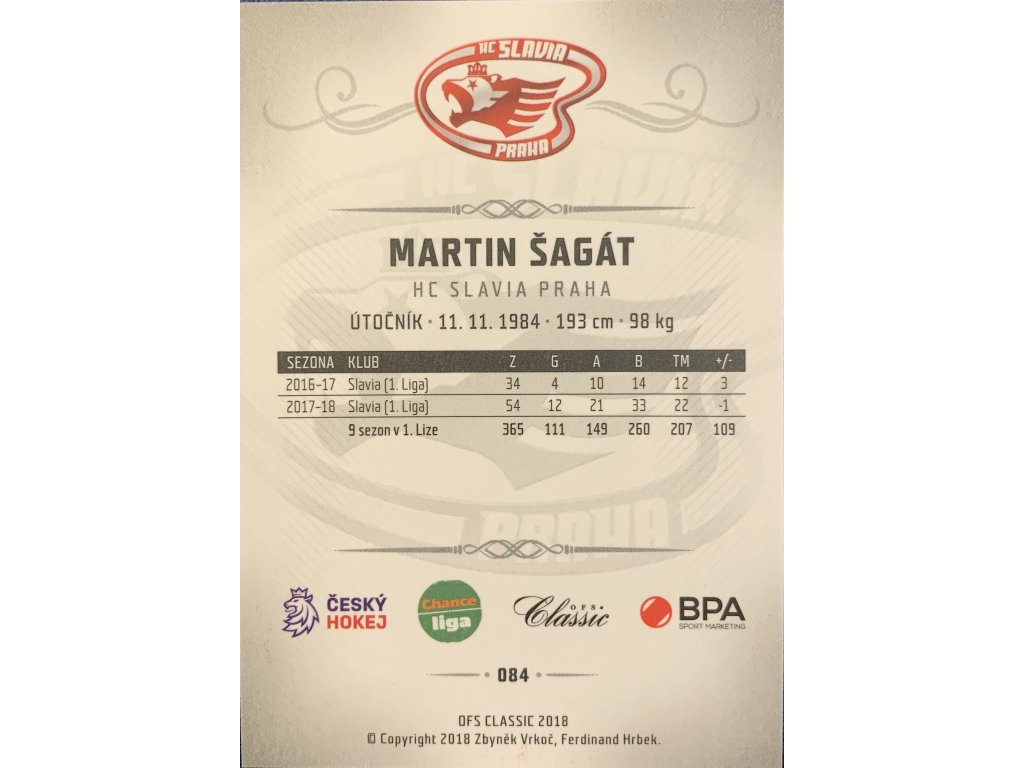 HC SLAVIA
PRAHA
MARTIN ŠAGÁT
HC SLAVIA PRAHA
ÚTOČNÍK · 11. 11. 1984 · 193 cm · 98 kg
SEZONA KLUB Z G A B TM +/-
2016–17 Slavia (1. Liga) 34 4 10 14 12 3
2017–18 Slavia (1. Liga) 54 12 21 33 22 -1
9 sezon v 1. Lize 365 111 149 260 207 109
ČESKÝ HOKEJ
Chance liga
OFS Classic
BPA
SPORT MARKETING
084
OFS CLASSIC 2018
© Copyright 2018 Zbyněk Vrkoč, Ferdinand Hrbek.